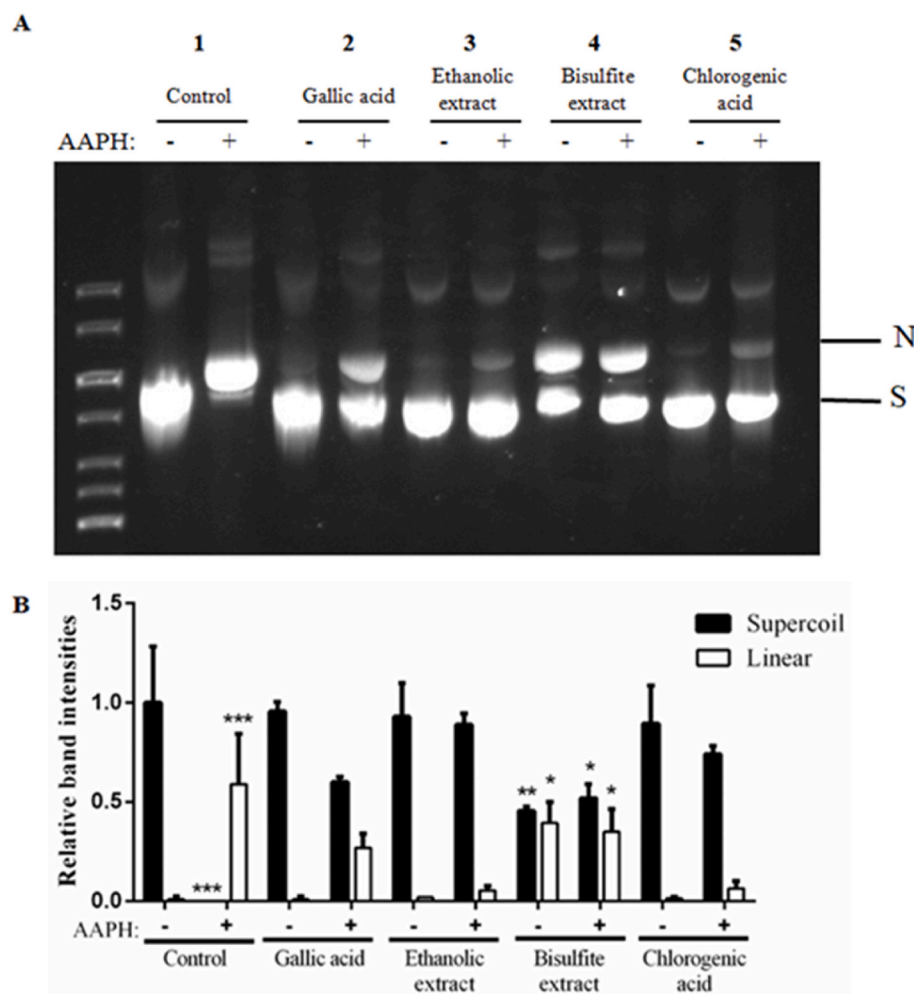 A
1 2 3 4 5
Control Gallic acid Ethanolic extract Bisulfite extract Chlorogenic acid
AAPH: - + - + - + - + - +
N
S
B
Relative band intensities
1.5
1.0
0.5
0.0
Supercoil
Linear
*** *** ** * * *
AAPH: - + - + - + - + - +
Control Gallic acid Ethanolic extract Bisulfite extract Chlorogenic acid